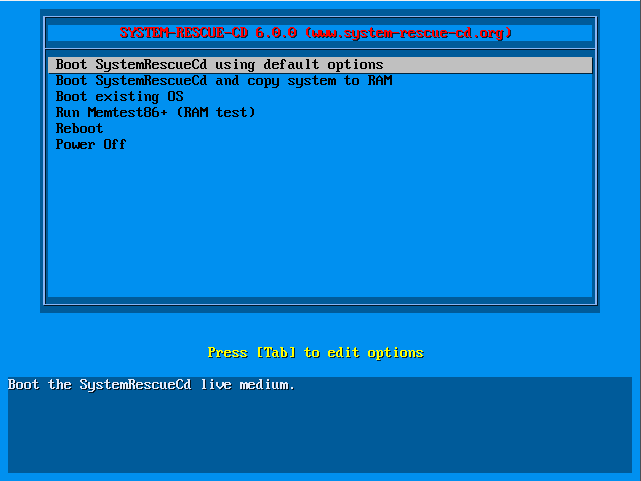 SYSTEM-RESCUE-CD 6.0.0 (www.system-rescue-cd.org)
Boot SystemRescueCd using default options
Boot SystemRescueCd and copy system to RAM
Boot existing OS
Run Memtest86+ (RAM test)
Reboot
Power Off
Press [Tab] to edit options
Boot the SystemRescueCd live medium.